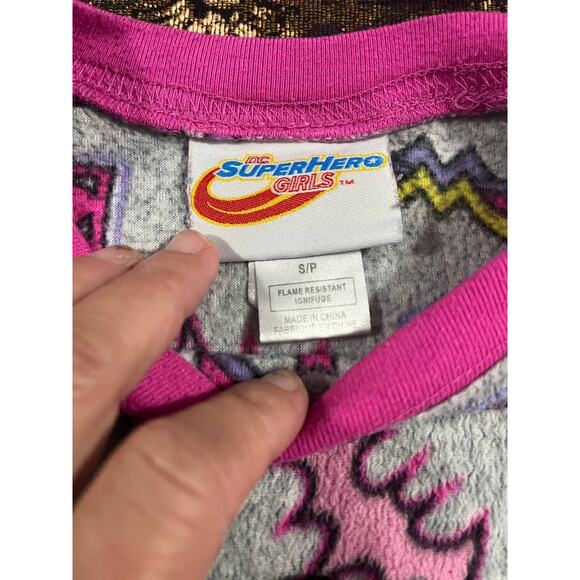 DC
SUPERHERO
GIRLS TM
S/P
FLAME RESISTANT
IGNIFUGE
MADE IN CHINA
FABRIQUÉ EN CHINE